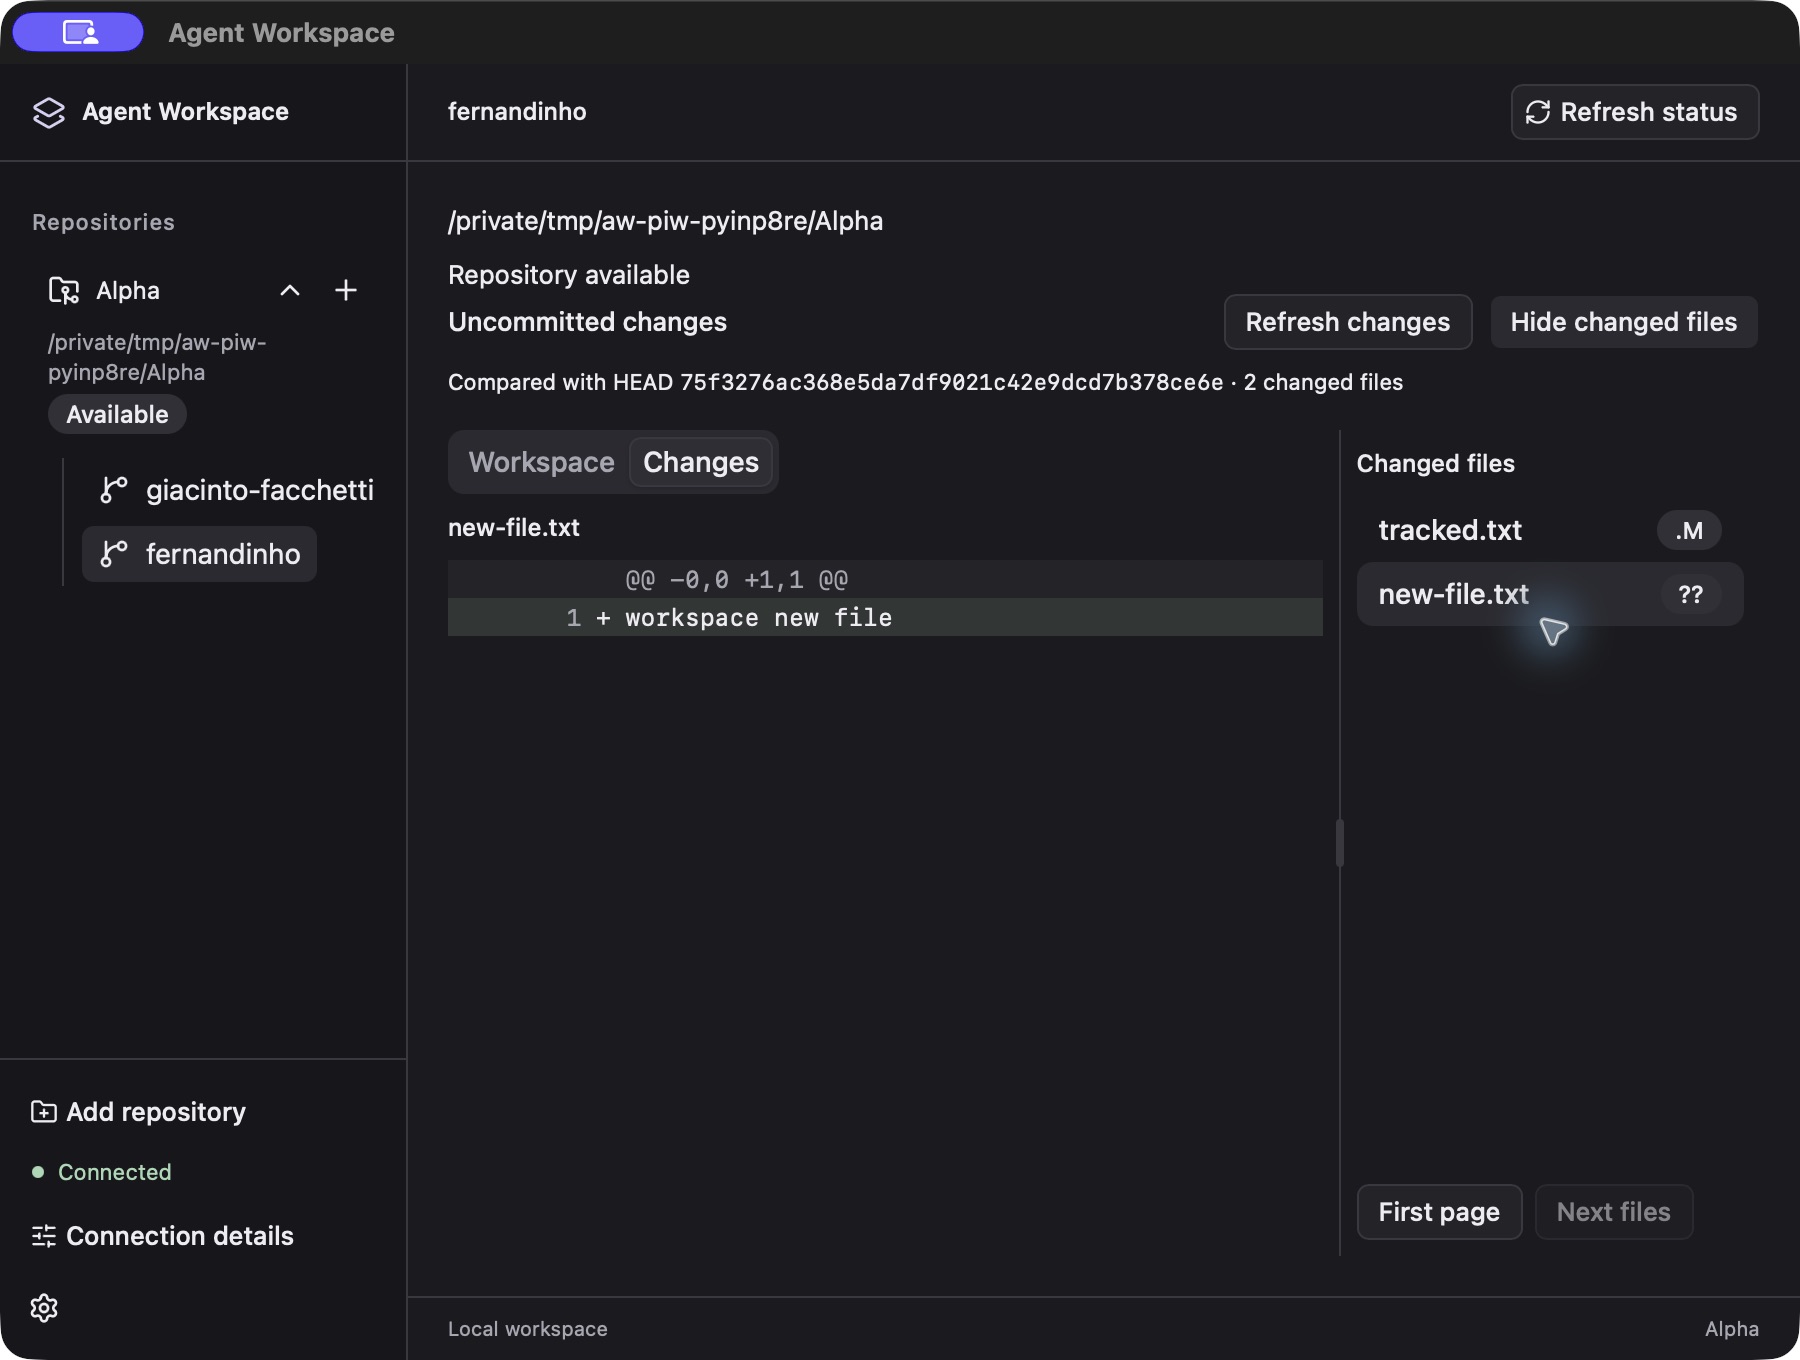 Agent Workspace
Agent Workspace
fernandinho
Refresh status
Repositories
Alpha
/private/tmp/aw-piw-
pyinp8re/Alpha
Available
giacinto-facchetti
fernandinho
Add repository
Connected
Connection details
/private/tmp/aw-piw-pyinp8re/Alpha
Repository available
Uncommitted changes
Refresh changes
Hide changed files
Compared with HEAD 75f3276ac368e5da7df9021c42e9dcd7b378ce6e · 2 changed files
Workspace
Changes
new-file.txt
@@ -0,0 +1,1 @@
1 + workspace new file
Changed files
tracked.txt .M
new-file.txt ??
First page
Next files
Local workspace
Alpha